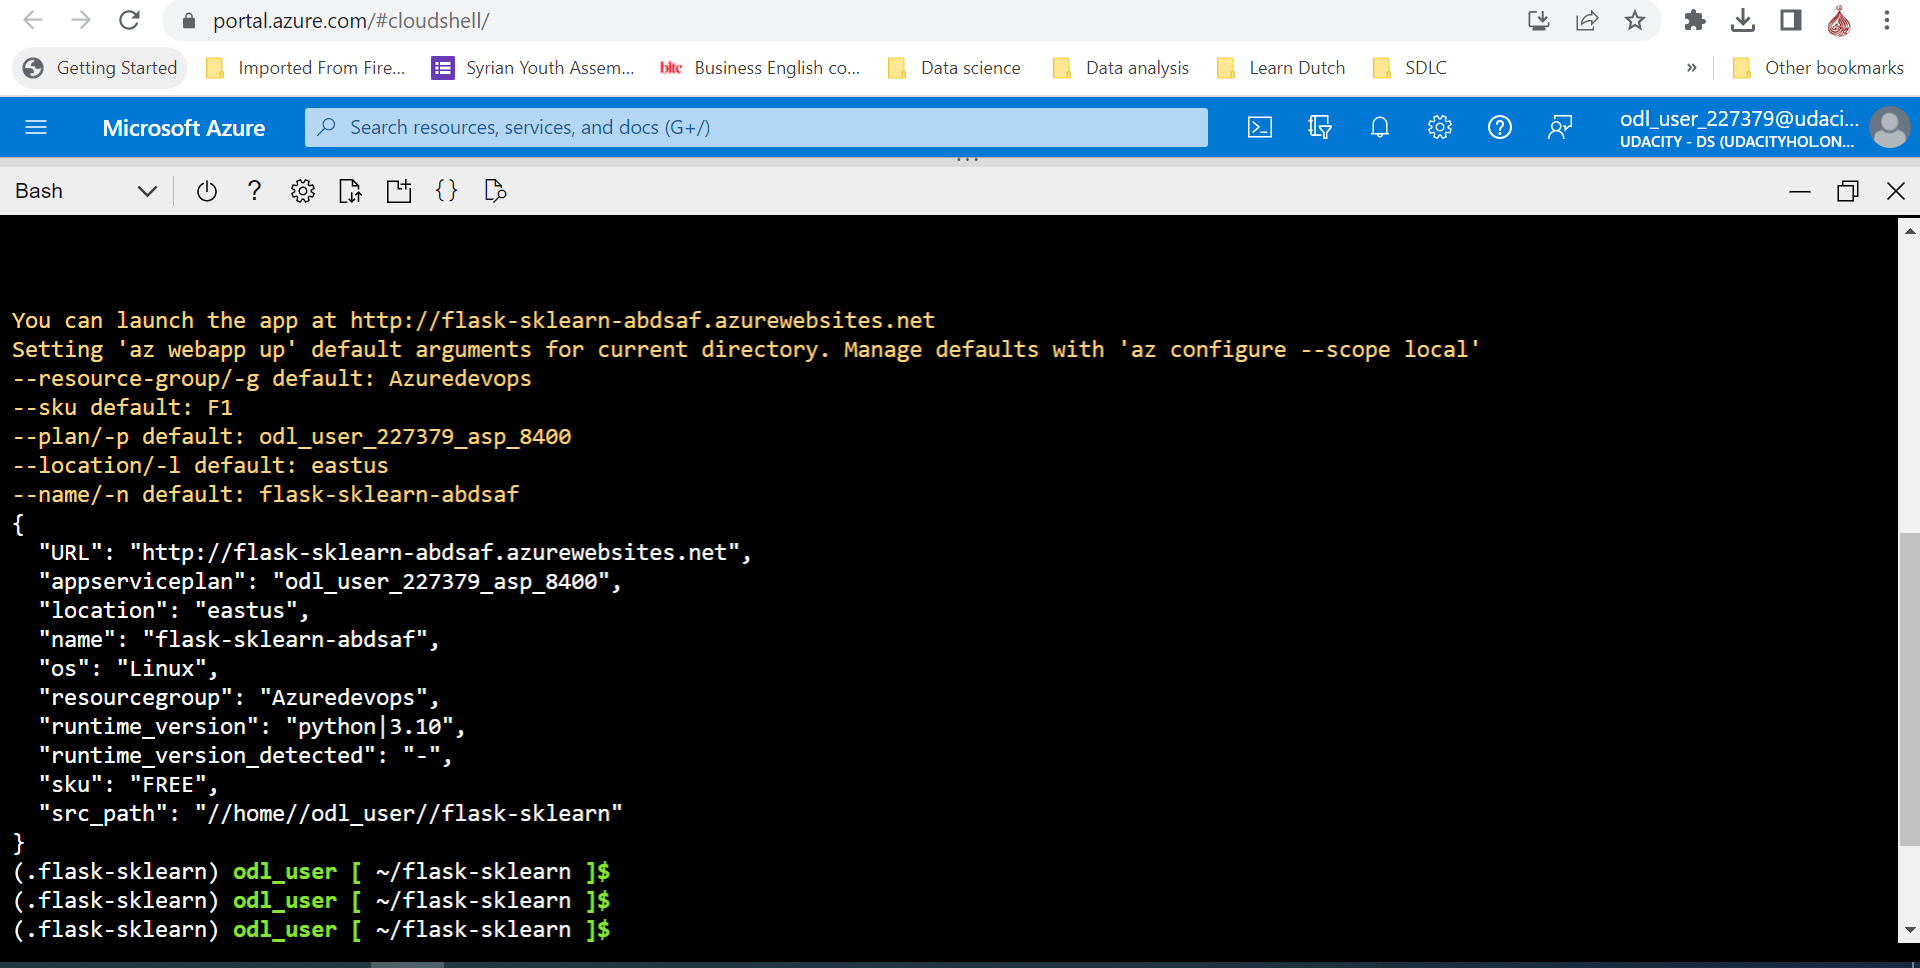 portal.azure.com/#cloudshell/
Getting Started Imported From Fire... Syrian Youth Assem... bltc Business English co... Data science Data analysis Learn Dutch SDLC » Other bookmarks
Microsoft Azure Search resources, services, and docs (G+/) odl_user_227379@udaci...
UDACITY - DS (UDACITYHOL.ON...
Bash
You can launch the app at http://flask-sklearn-abdsaf.azurewebsites.net
Setting 'az webapp up' default arguments for current directory. Manage defaults with 'az configure --scope local'
--resource-group/-g default: Azuredevops
--sku default: F1
--plan/-p default: odl_user_227379_asp_8400
--location/-l default: eastus
--name/-n default: flask-sklearn-abdsaf
{
"URL": "http://flask-sklearn-abdsaf.azurewebsites.net",
"appserviceplan": "odl_user_227379_asp_8400",
"location": "eastus",
"name": "flask-sklearn-abdsaf",
"os": "Linux",
"resourcegroup": "Azuredevops",
"runtime_version": "python|3.10",
"runtime_version_detected": "-",
"sku": "FREE",
"src_path": "//home//odl_user//flask-sklearn"
}
(.flask-sklearn) odl_user [ ~/flask-sklearn ]$
(.flask-sklearn) odl_user [ ~/flask-sklearn ]$
(.flask-sklearn) odl_user [ ~/flask-sklearn ]$